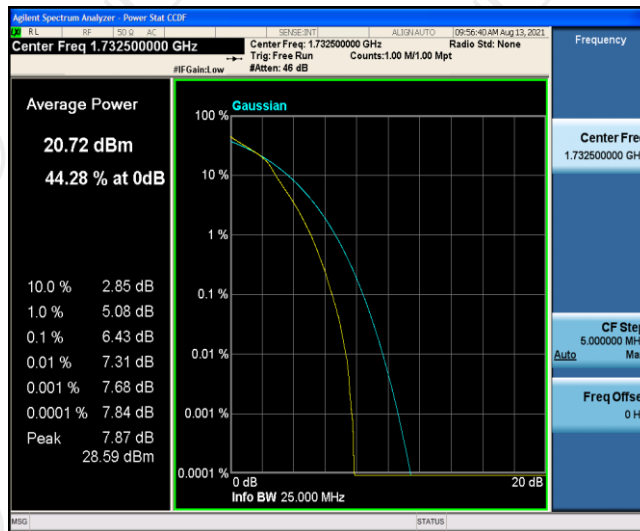 Agilent Spectrum Analyzer - Power Stat CCDF
RL RF 50 Ω AC SENSE:INT ALIGNAUTO 09:56:40 AM Aug 13, 2021
Center Freq 1.732500000 GHz
Center Freq: 1.732500000 GHz Radio Std: None
Trig: Free Run Counts:1.00 M/1.00 Mpt
#IFGain:Low #Atten: 46 dB
Frequency
Average Power
20.72 dBm
44.28 % at 0dB
10.0 % 2.85 dB
1.0 % 5.08 dB
0.1 % 6.43 dB
0.01 % 7.31 dB
0.001 % 7.68 dB
0.0001 % 7.84 dB
Peak 7.87 dB
28.59 dBm
Gaussian
100 %
10 %
1 %
0.1 %
0.01 %
0.001 %
0.0001 %
0 dB 20 dB
Info BW 25.000 MHz
Center Fre
1.732500000 GH
CF Ste
5.000000 MH
Auto Ma
Freq Offse
0 H
MSG STATUS